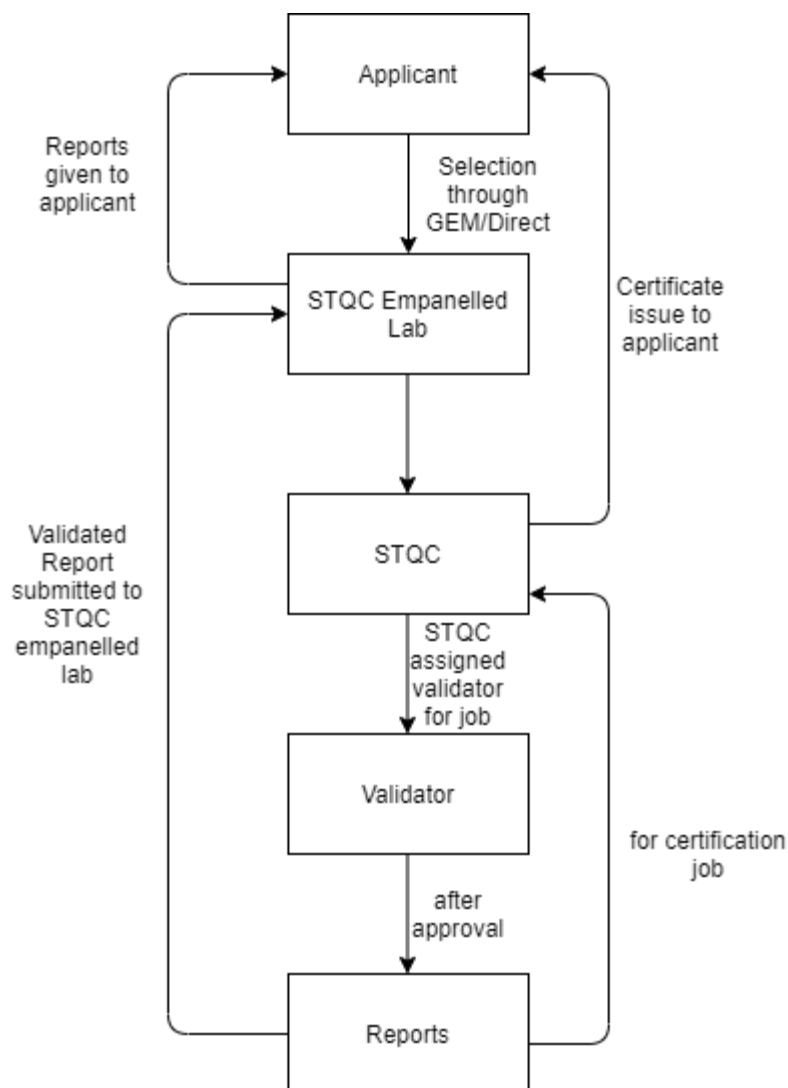 Applicant
Reports
given to
applicant
Selection
through
GEM/Direct
STQC Empanelled
Lab
Certificate
issue to
applicant
STQC
Validated
Report
submitted to
STQC
empanelled
lab
STQC
assigned
validator
for job
Validator
for certification
job
after
approval
Reports